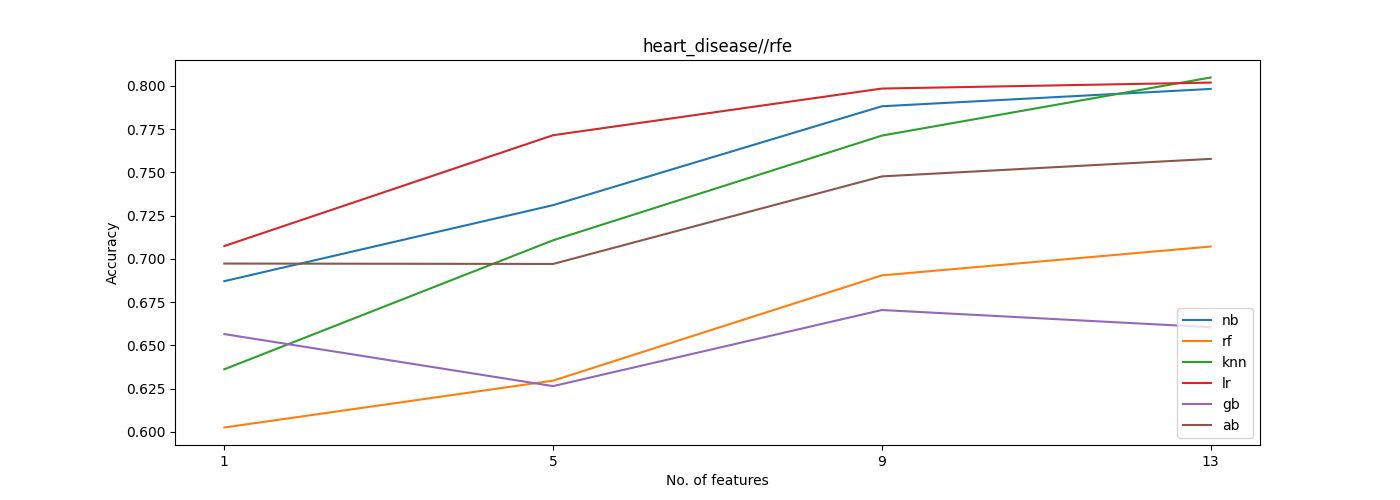 heart_disease//rfe
Accuracy
0.800
0.775
0.750
0.725
0.700
0.675
0.650
0.625
0.600
1 5 9 13
No. of features
nb
rf
knn
lr
gb
ab